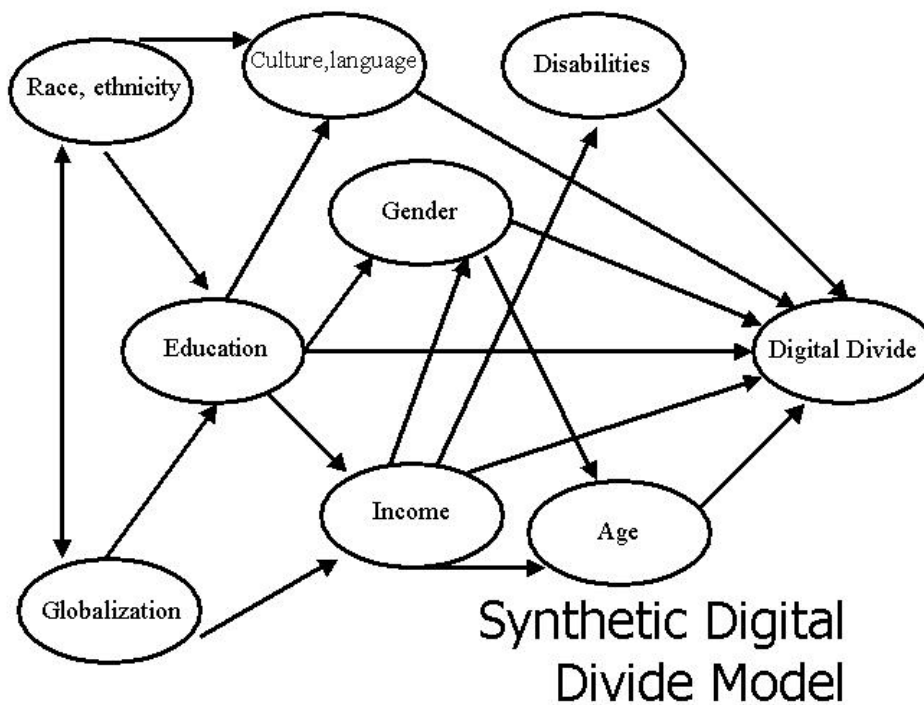 Culture,language
Disabilities
Race, ethnicity
Gender
Education
Digital Divide
Income
Age
Globalization
Synthetic Digital
Divide Model